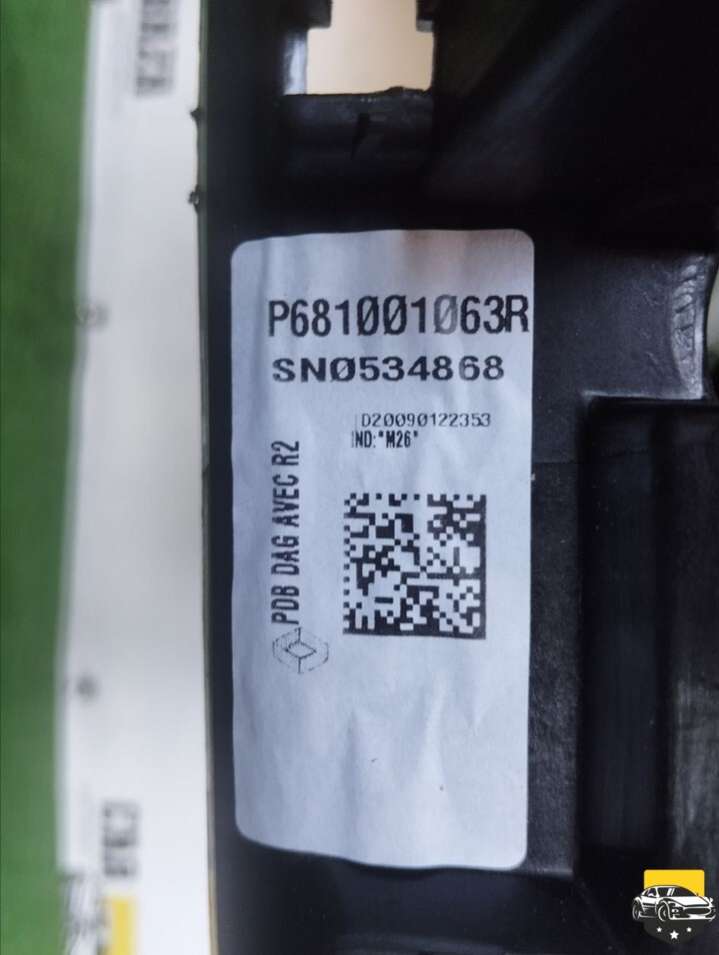 P681001063R
SN0534868
D20090122353
IND:"M26"
PDB DAG AVEC R2